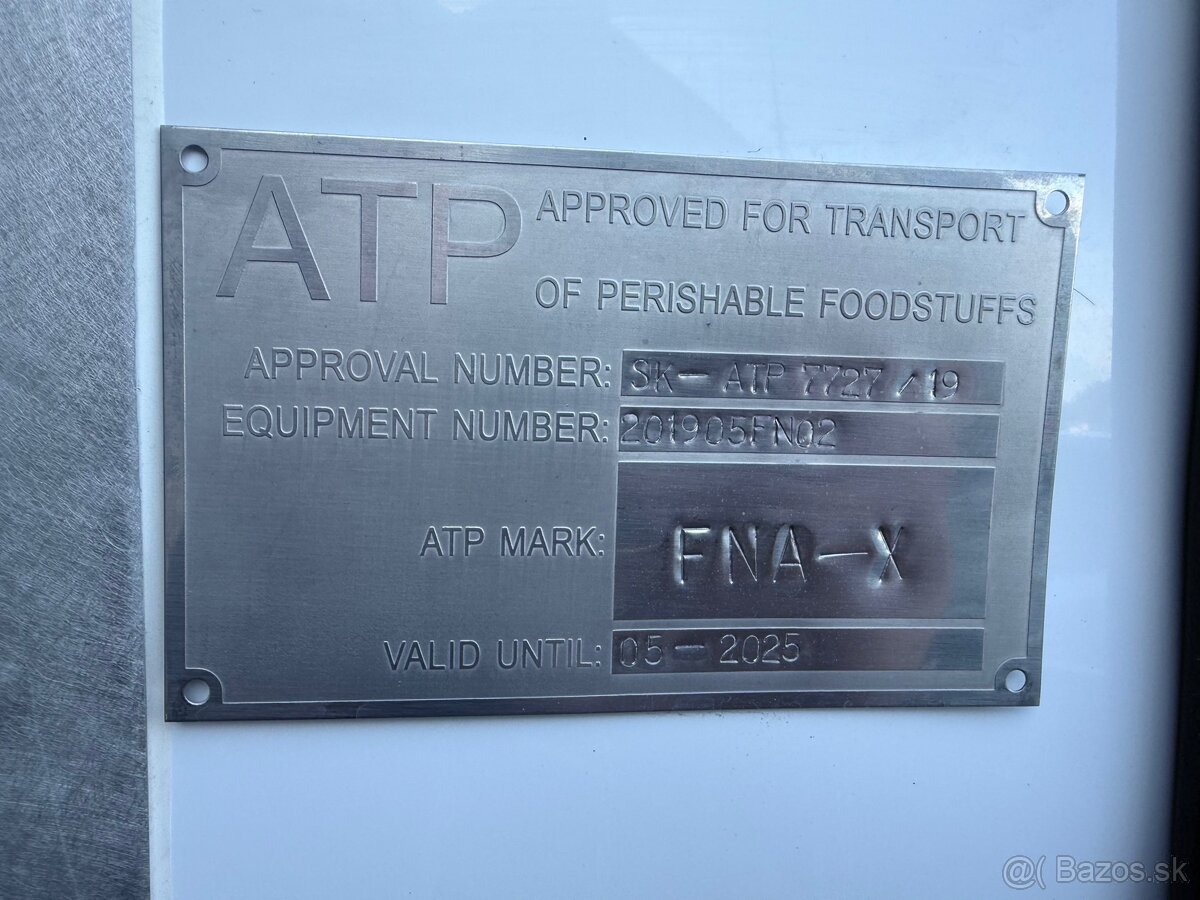 ATP APPROVED FOR TRANSPORT
OF PERISHABLE FOODSTUFFS
APPROVAL NUMBER: SK-ATP 7727/19
EQUIPMENT NUMBER: 201905FN02
ATP MARK: FNA-X
VALID UNTIL: 05-2025
@( Bazos.sk